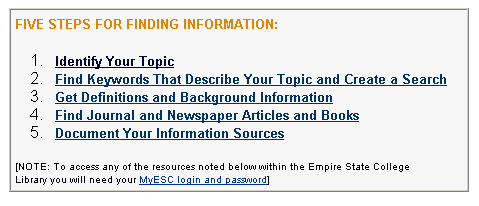 FIVE STEPS FOR FINDING INFORMATION:
1. Identify Your Topic
2. Find Keywords That Describe Your Topic and Create a Search
3. Get Definitions and Background Information
4. Find Journal and Newspaper Articles and Books
5. Document Your Information Sources
[NOTE: To access any of the resources noted below within the Empire State College
Library you will need your MyESC login and password]